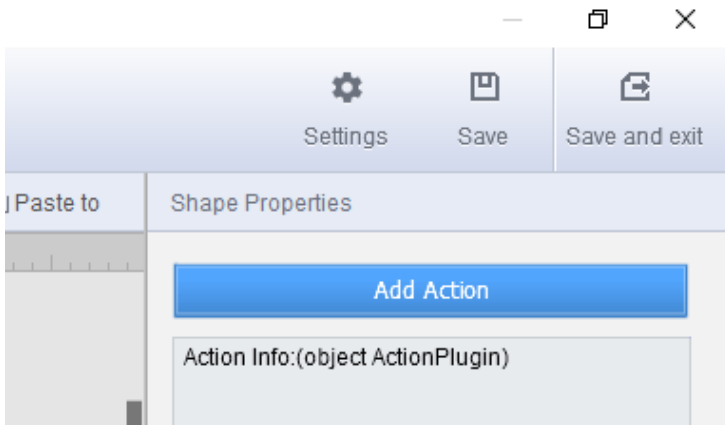 Settings
Save
Save and exit
Paste to
Shape Properties
Add Action
Action Info:(object ActionPlugin)